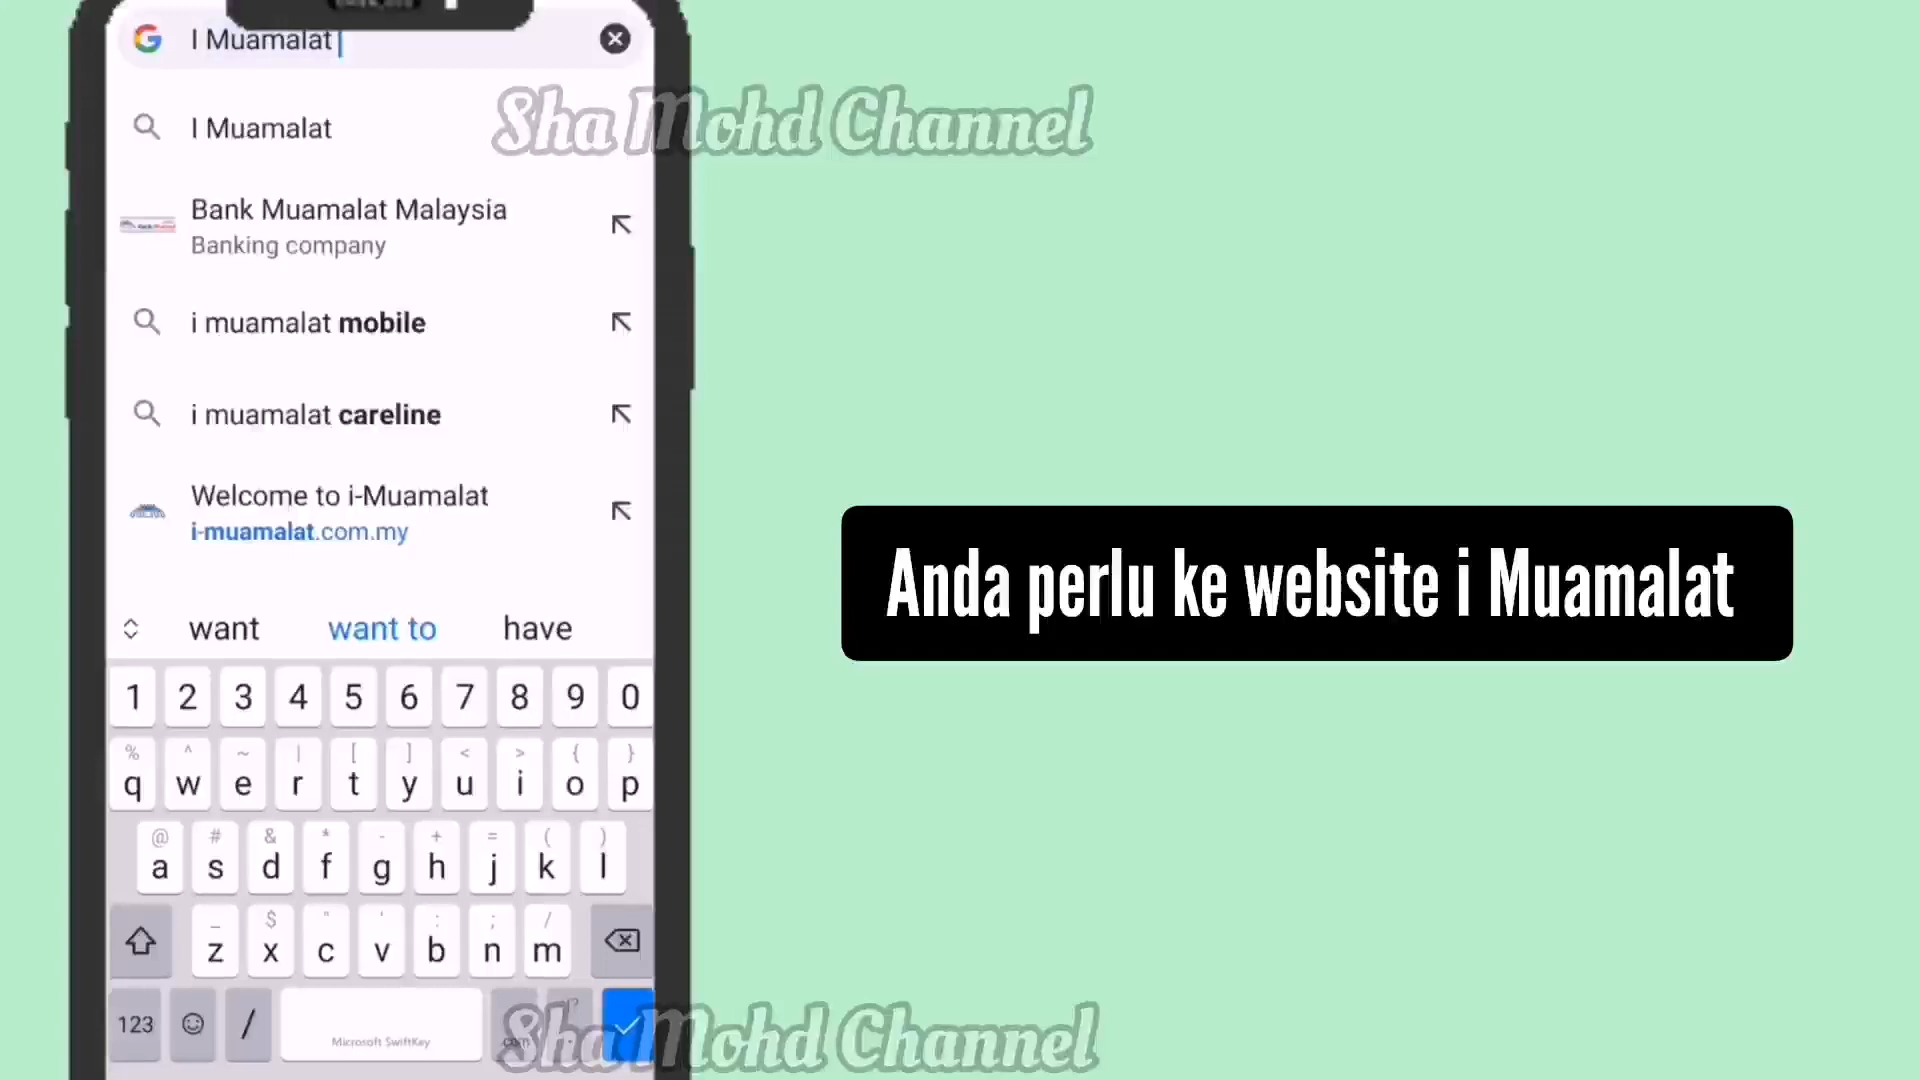 I Muamalat
I Muamalat
Bank Muamalat Malaysia
Banking company
i muamalat mobile
i muamalat careline
Welcome to i-Muamalat
i-muamalat.com.my
want want to have
1 2 3 4 5 6 7 8 9 0
% ^ ~ | [ ] < > { }
q w e r t y u i o p
@ # & * - + = ( )
a s d f g h j k l
_ $ " ' : ; /
z x c v b n m
123 / Microsoft SwiftKey .com
Sha Mohd Channel
Anda perlu ke website i Muamalat
Sha Mohd Channel